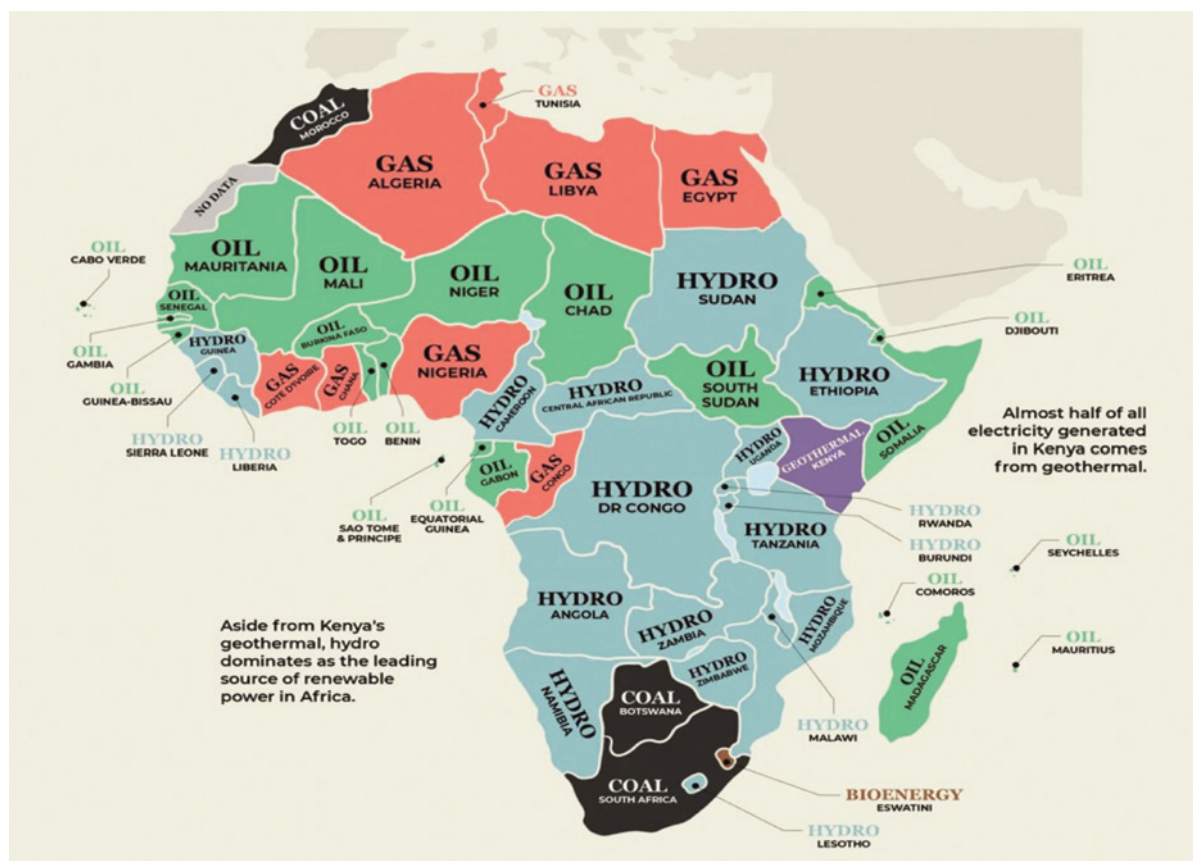 COAL
MOROCCO
GAS
TUNISIA
GAS
ALGERIA
GAS
LIBYA
GAS
EGYPT
NO DATA
OIL
CABO VERDE
OIL
MAURITANIA
OIL
MALI
OIL
NIGER
OIL
CHAD
HYDRO
SUDAN
OIL
ERITREA
OIL
SENEGAL
OIL
GAMBIA
OIL
BURKINA FASO
OIL
DJIBOUTI
HYDRO
GUINEA
OIL
GUINEA-BISSAU
GAS
COTE D'IVOIRE
GAS
GHANA
GAS
NIGERIA
HYDRO
CAMEROON
HYDRO
CENTRAL AFRICAN REPUBLIC
OIL
SOUTH
SUDAN
HYDRO
ETHIOPIA
OIL
SOMALIA
HYDRO
SIERRA LEONE
HYDRO
LIBERIA
OIL
TOGO
OIL
BENIN
HYDRO
UGANDA
GEOTHERMAL
KENYA
Almost half of all
electricity generated
in Kenya comes
from geothermal.
OIL
SAO TOME
& PRINCIPE
OIL
EQUATORIAL
GUINEA
OIL
GABON
GAS
CONGO
HYDRO
DR CONGO
HYDRO
RWANDA
HYDRO
BURUNDI
HYDRO
TANZANIA
OIL
SEYCHELLES
OIL
COMOROS
HYDRO
ANGOLA
HYDRO
ZAMBIA
HYDRO
MOZAMBIQUE
OIL
MAURITIUS
Aside from Kenya's
geothermal, hydro
dominates as the leading
source of renewable
power in Africa.
HYDRO
NAMIBIA
COAL
BOTSWANA
HYDRO
ZIMBABWE
OIL
MADAGASCAR
HYDRO
MALAWI
COAL
SOUTH AFRICA
BIOENERGY
ESWATINI
HYDRO
LESOTHO